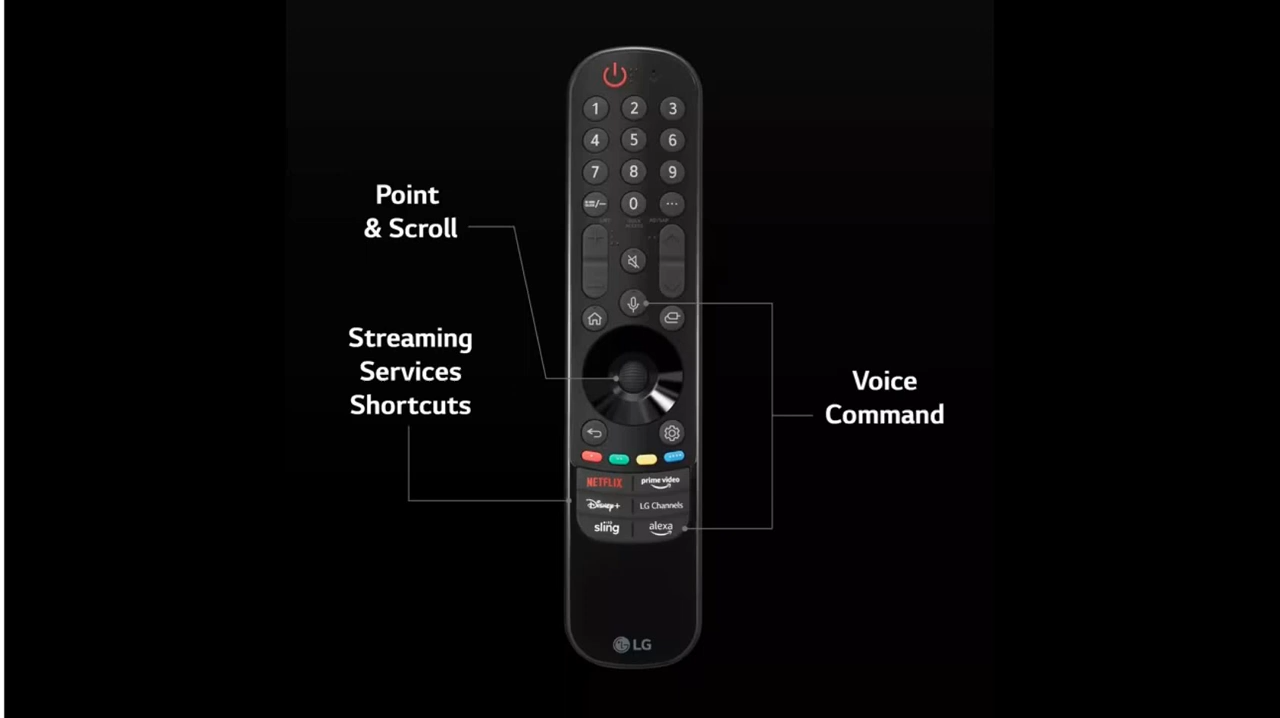 1 2 3
4 5 6
7 8 9
0
Point
& Scroll
Streaming
Services
Shortcuts
Voice
Command
NETFLIX prime video
Disney+ LG Channels
sling alexa
LG